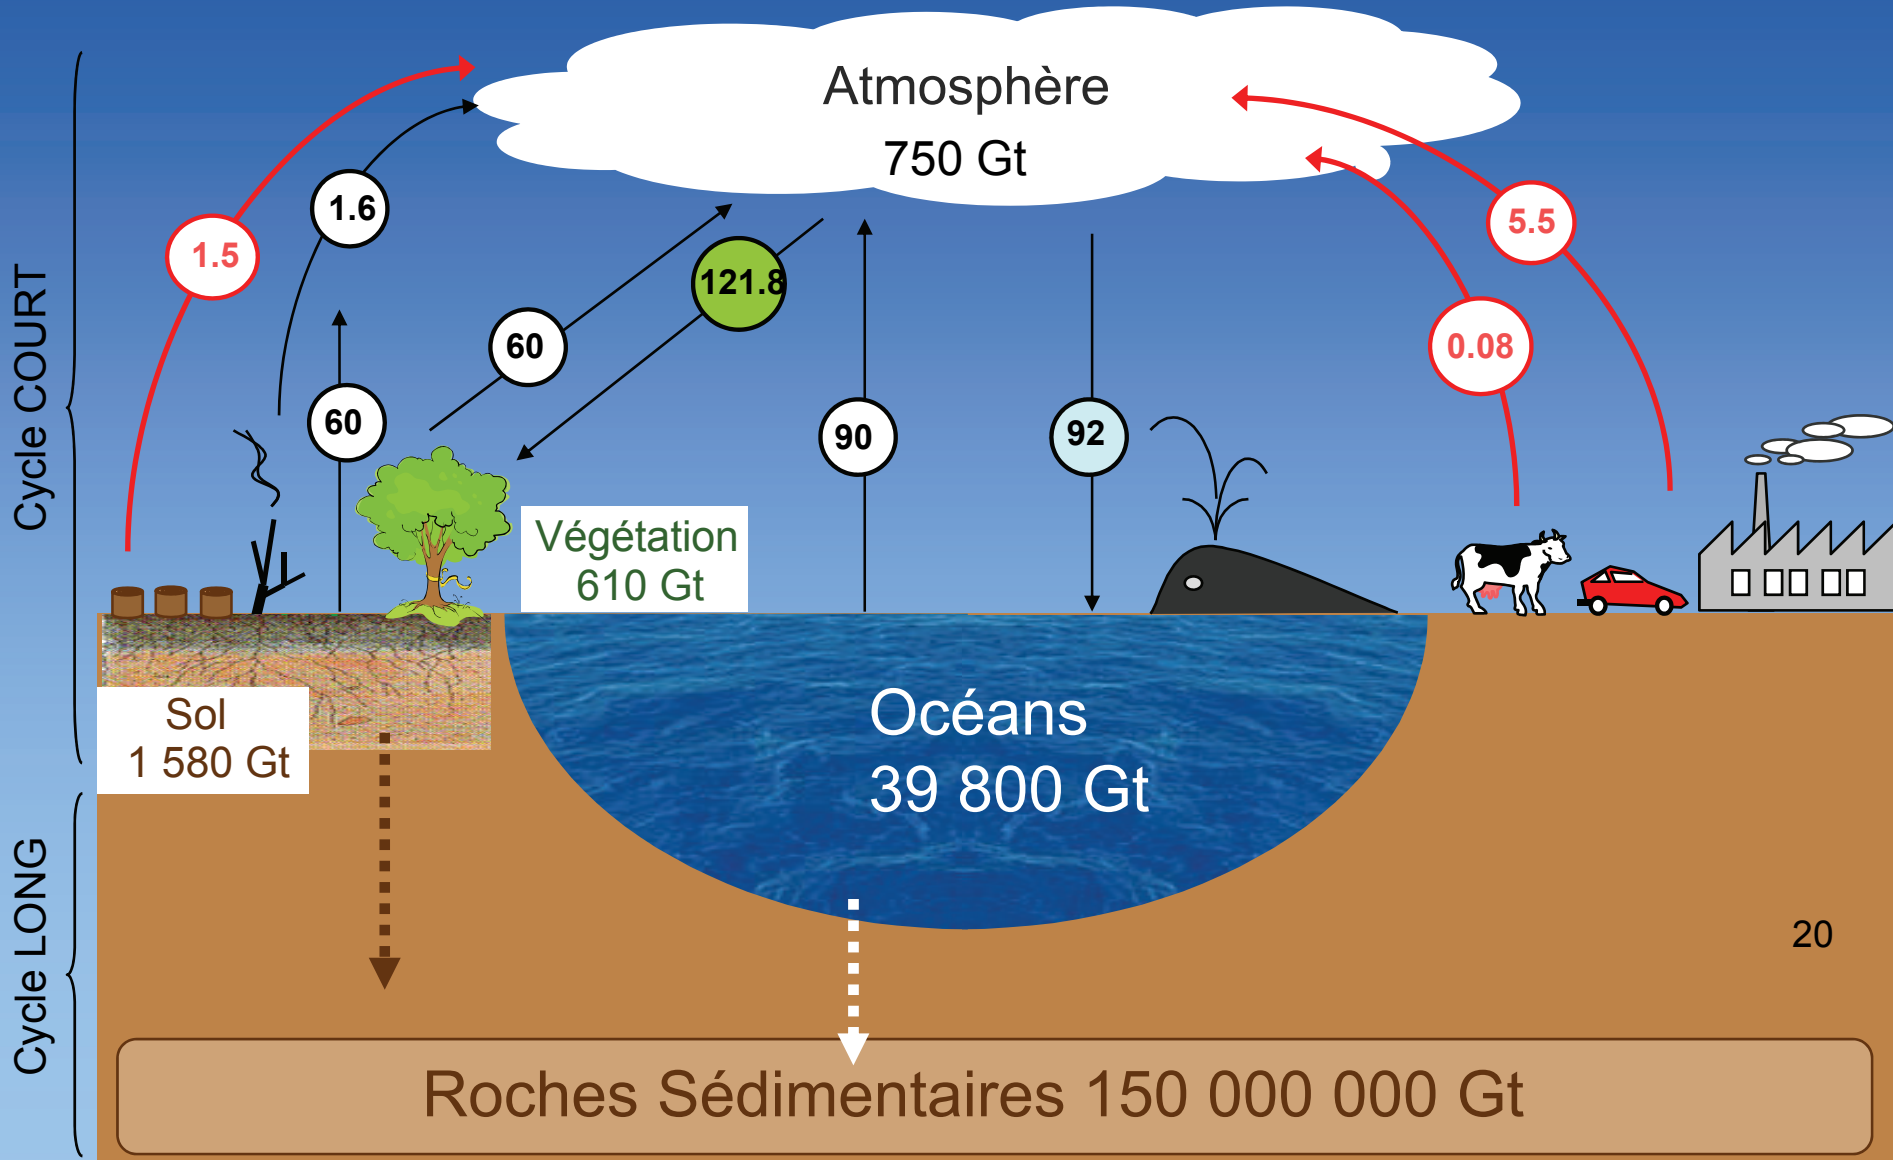 Atmosphère
750 Gt
Cycle COURT
1.5
1.6
60
60
121.8
90
92
0.08
5.5
Végétation
610 Gt
Sol
1 580 Gt
Océans
39 800 Gt
Cycle LONG
20
Roches Sédimentaires 150 000 000 Gt